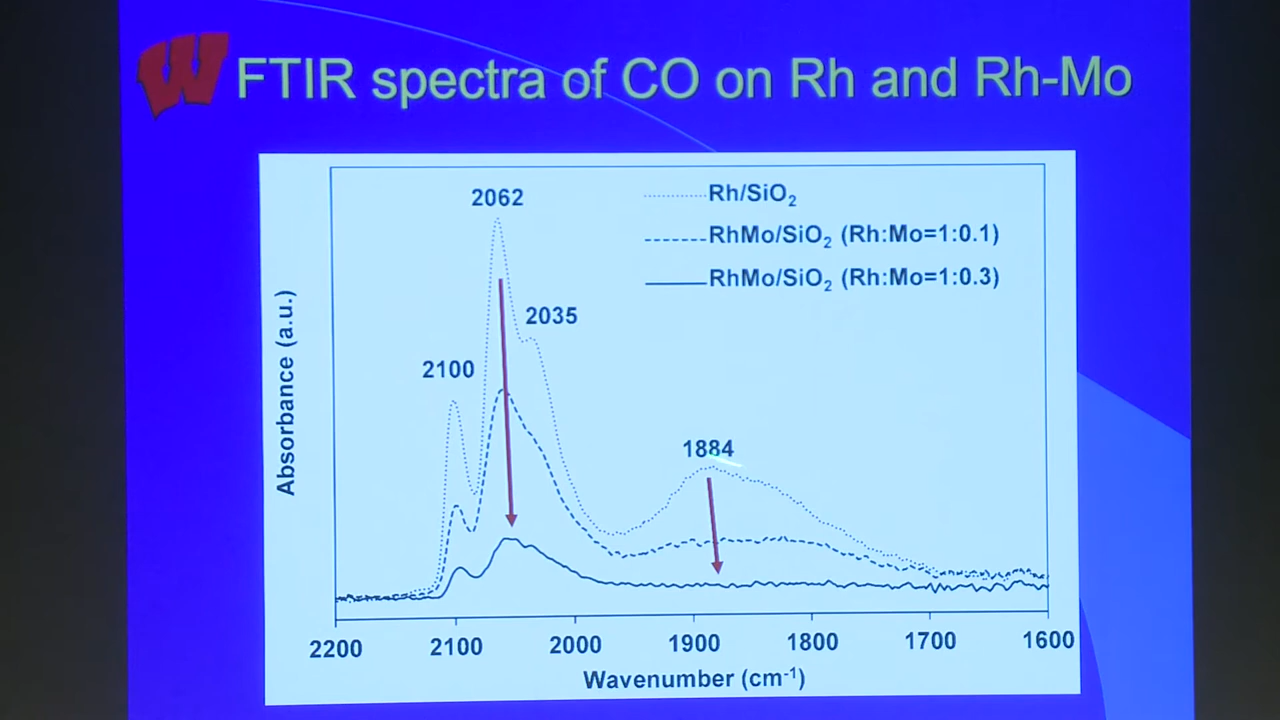 W FTIR spectra of CO on Rh and Rh-Mo
2062
Rh/SiO₂
RhMo/SiO₂ (Rh:Mo=1:0.1)
RhMo/SiO₂ (Rh:Mo=1:0.3)
2035
2100
1884
Absorbance (a.u.)
2200 2100 2000 1900 1800 1700 1600
Wavenumber (cm⁻¹)